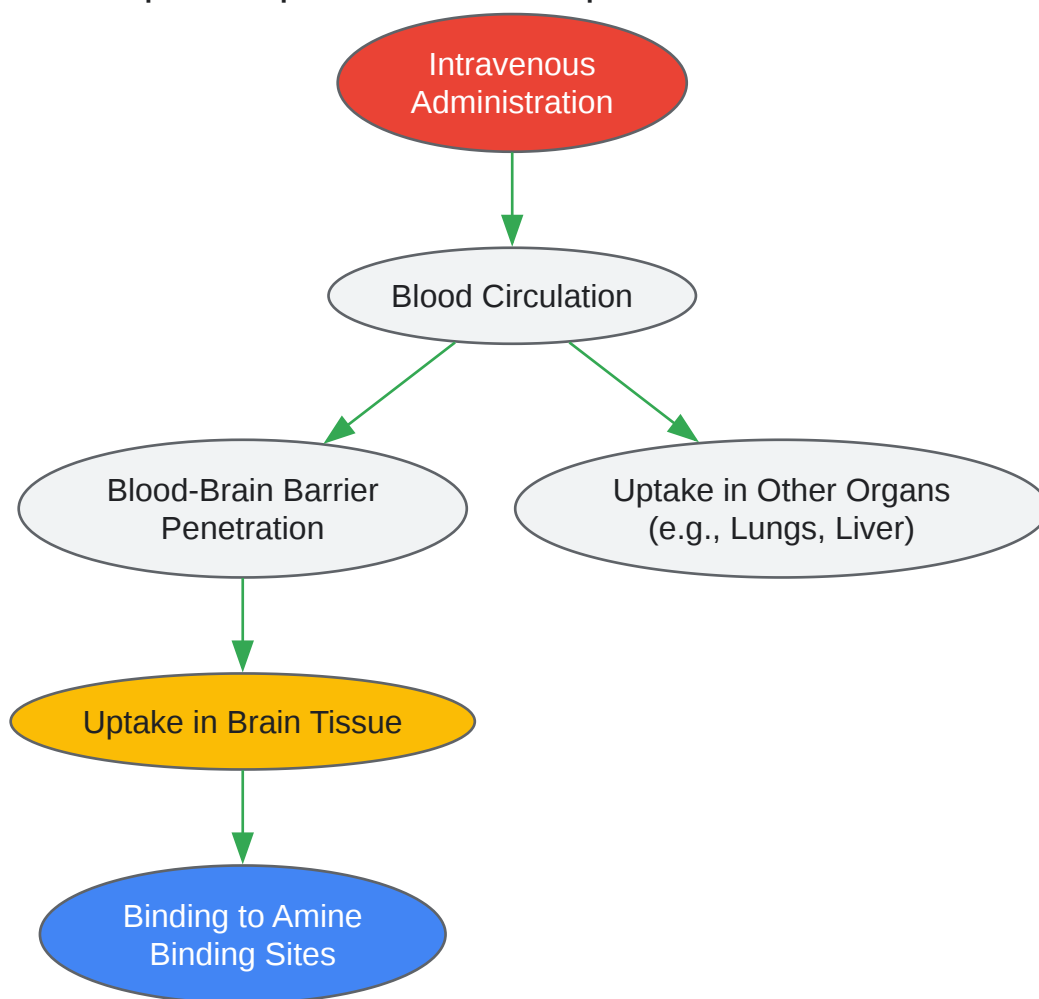 Intravenous
Administration
Blood Circulation
Blood-Brain Barrier
Penetration
Uptake in Other Organs
(e.g., Lungs, Liver)
Uptake in Brain Tissue
Binding to Amine
Binding Sites